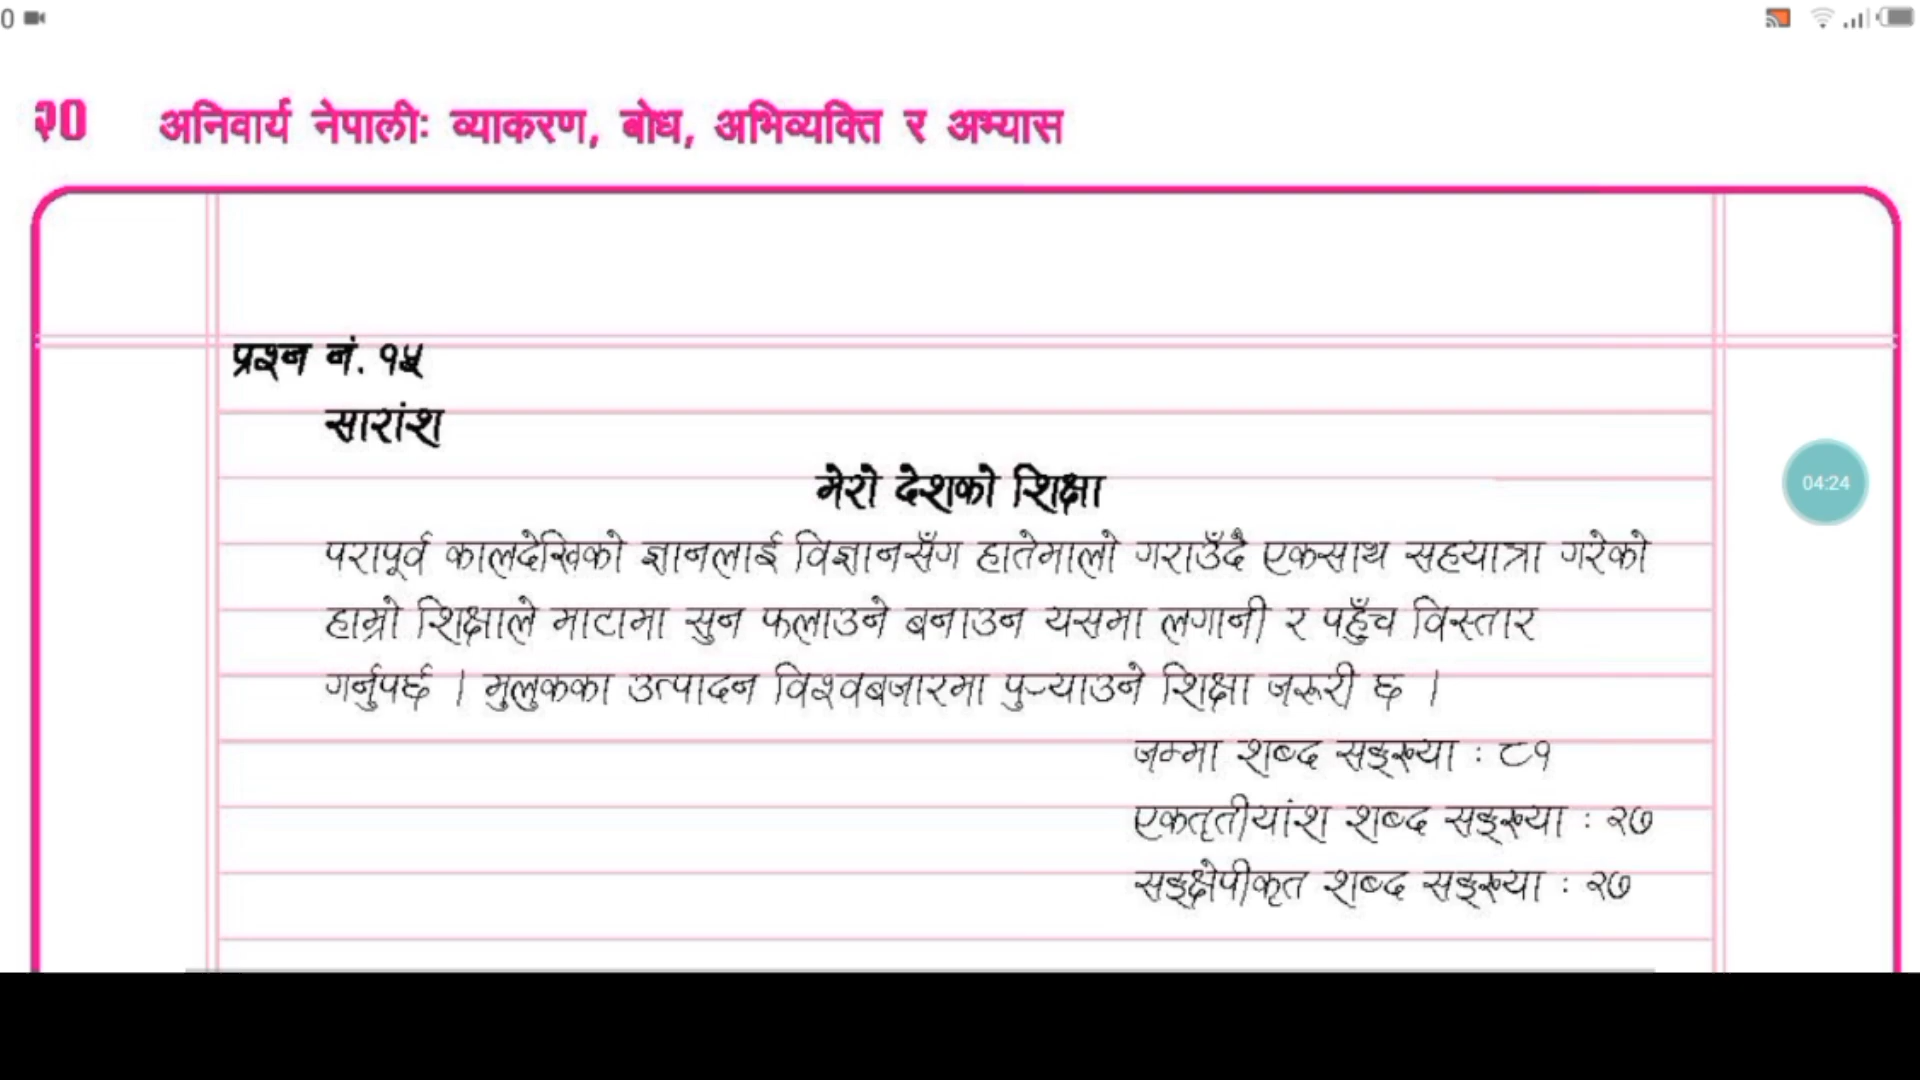 0
२0 अनिवार्य नेपालीः व्याकरण, बोध, अभिव्यक्ति र अभ्यास
प्रश्न नं. १५
सारांश
मेरो देशको शिक्षा
परापूर्व कालदेखिको ज्ञानलाई विज्ञानसँग हातेमालो गराउँदै एकसाथ सहयात्रा गरेको
हाम्रो शिक्षाले माटामा सुन फलाउने बनाउन यसमा लगानी र पहुँच विस्तार
गर्नुपर्छ । मुलुकका उत्पादन विश्वबजारमा पुऱ्याउने शिक्षा जरूरी छ ।
04:24
जम्मा शब्द सङ्ख्या : ८१
एकतृतीयांश शब्द सङ्ख्या : २७
सङ्क्षेपीकृत शब्द सङ्ख्या : २७